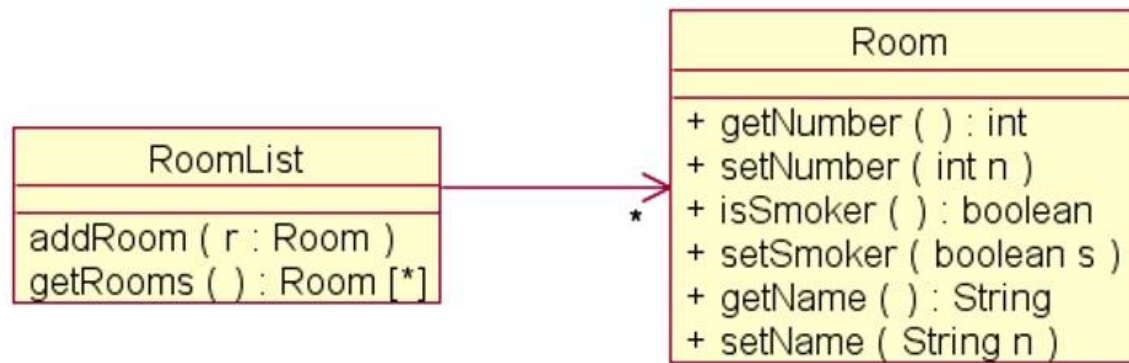 RoomList
addRoom ( r : Room )
getRooms ( ) : Room [*]
*
Room
+ getNumber ( ) : int
+ setNumber ( int n )
+ isSmoker ( ) : boolean
+ setSmoker ( boolean s )
+ getName ( ) : String
+ setName ( String n )